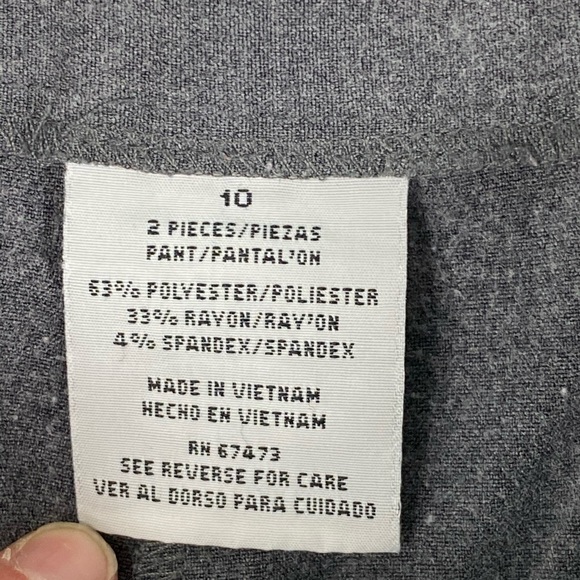 10
2 PIECES/PIEZAS
PANT/PANTAL'ON
63% POLYESTER/POLIESTER
33% RAYON/RAY'ON
4% SPANDEX/SPANDEX
MADE IN VIETNAM
HECHO EN VIETNAM
RN 67473
SEE REVERSE FOR CARE
VER AL DORSO PARA CUIDADO